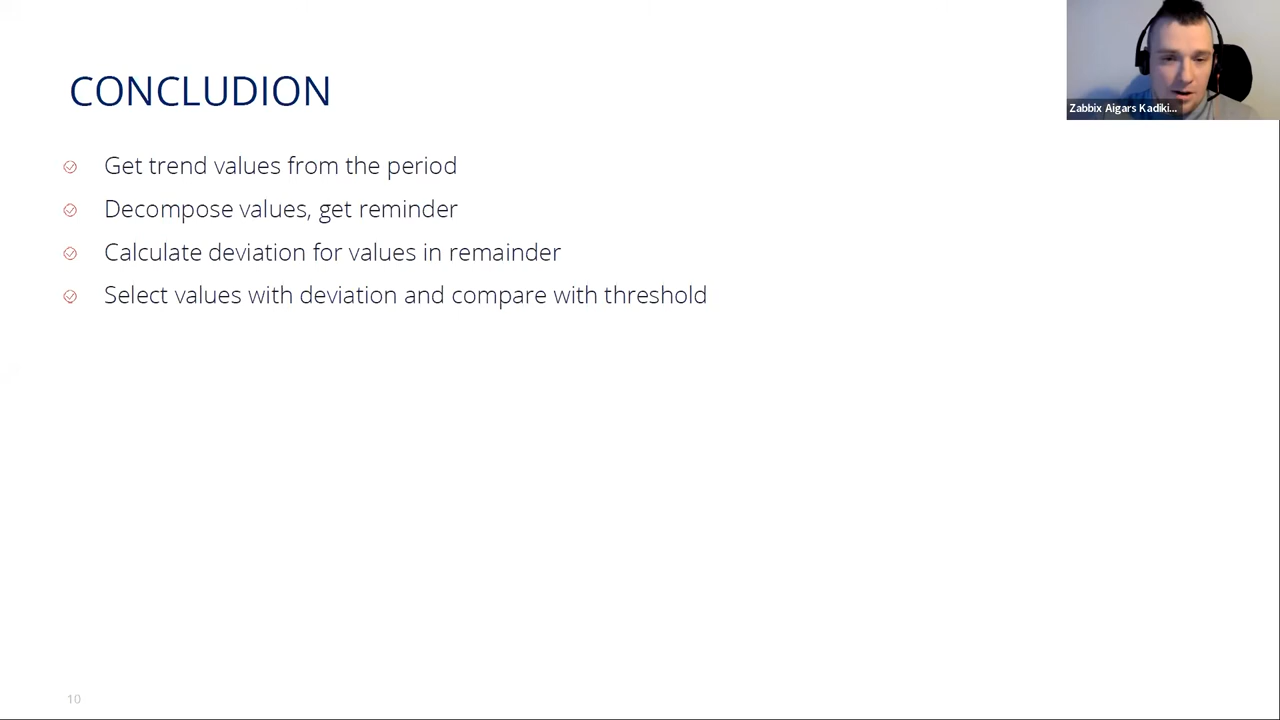 CONCLUDION
Get trend values from the period
Decompose values, get reminder
Calculate deviation for values in remainder
Select values with deviation and compare with threshold
Zabbix Aigars Kadiki...
10